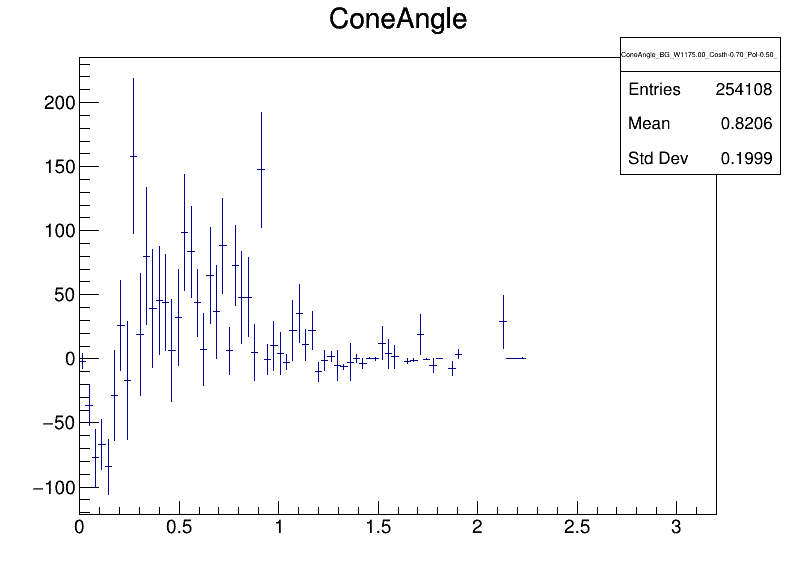 ConeAngle
ConeAngle_BG_W1175.00_Costh-0.70_Pol-0.50_
Entries 254108
Mean 0.8206
Std Dev 0.1999
200
150
100
50
0
−50
−100
0 0.5 1 1.5 2 2.5 3